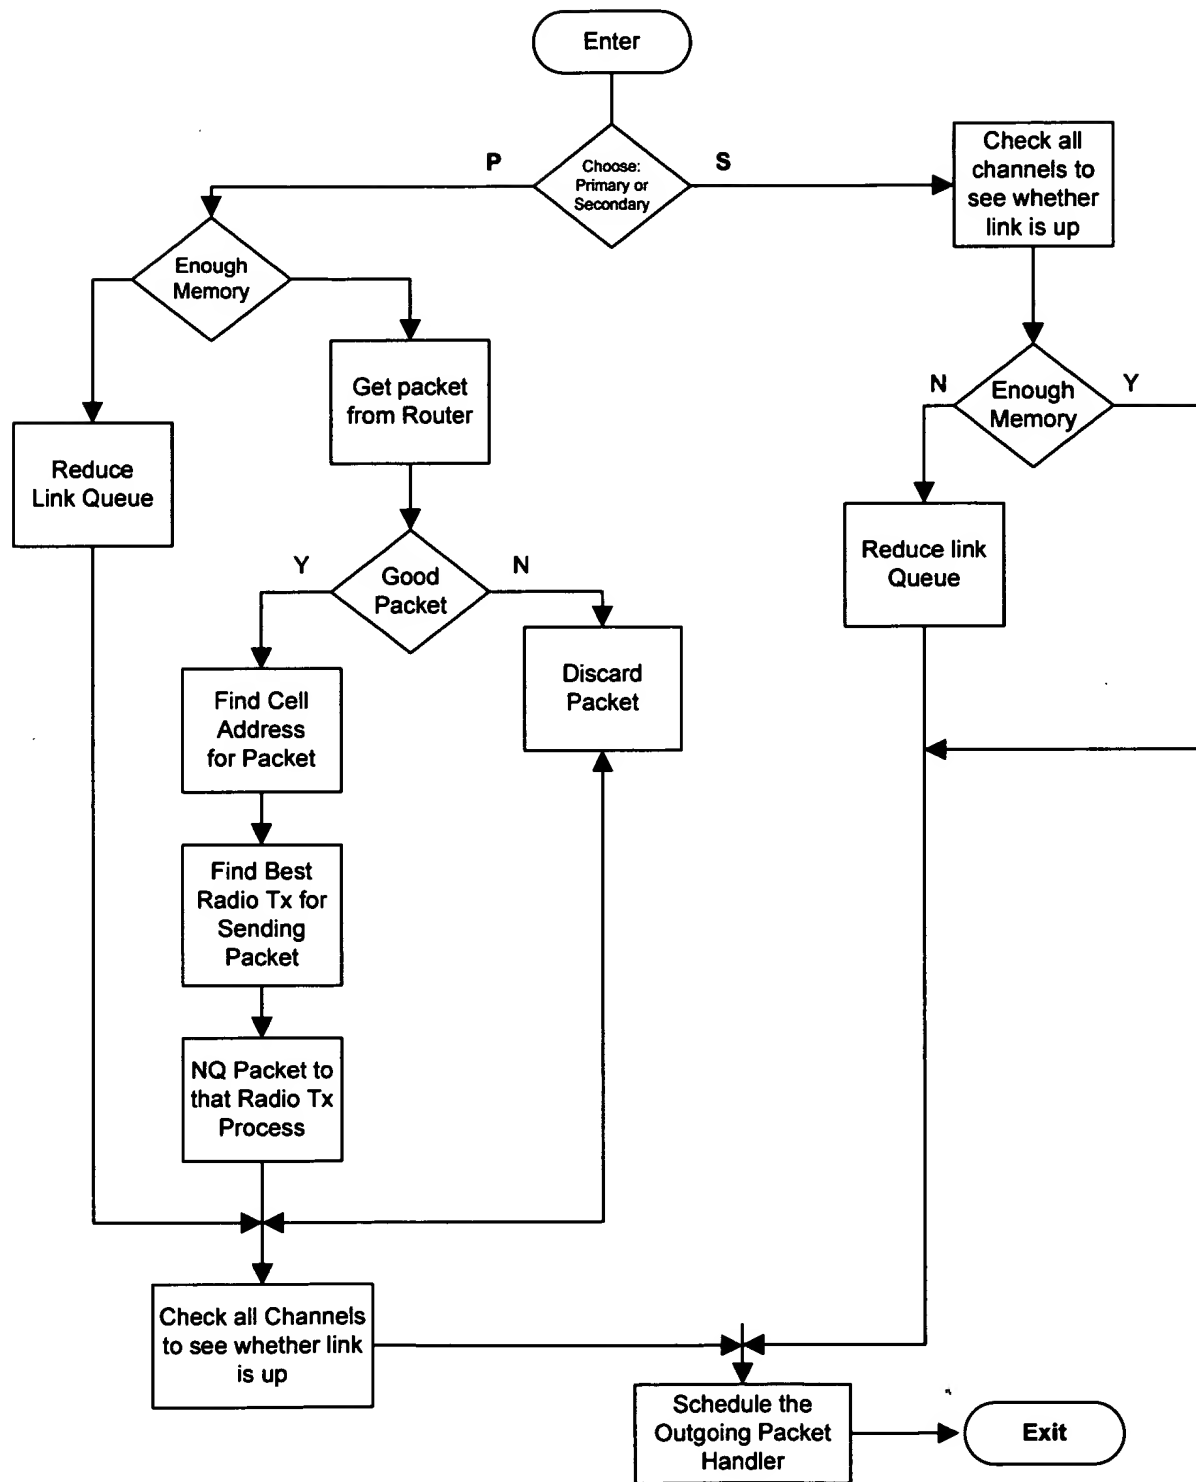 Enter
P
Choose:
Primary or
Secondary
S
Check all
channels to
see whether
link is up
Enough
Memory
Get packet
from Router
N
Enough
Memory
Y
Reduce
Link Queue
Reduce link
Queue
Y
Good
Packet
N
Find Cell
Address
for Packet
Discard
Packet
Find Best
Radio Tx for
Sending
Packet
NQ Packet to
that Radio Tx
Process
Check all Channels
to see whether link
is up
Schedule the
Outgoing Packet
Handler
Exit